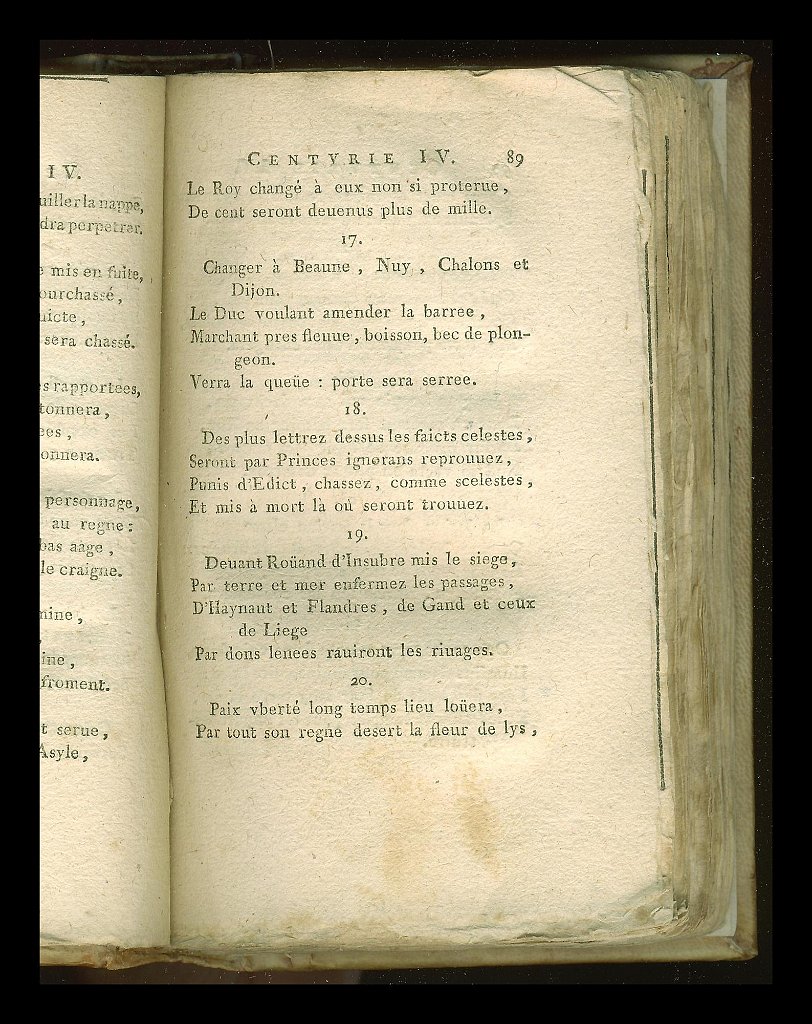 IV.
la nappe,
perpetrer.
mis en fuite,
ourchassé,
uicte,
sera chassé.
s rapportees,
tonnera,
ees,
onnera.
personnage,
au regne:
bas aage,
le craigne.
mine,
ine,
froment.
t serue,
Asyle,
CENTVRIE IV. 89
Le Roy changé à eux non si proterue,
De cent seront deuenus plus de mille.
17.
Changer à Beaune, Nuy, Chalons et
Dijon.
Le Duc voulant amender la barree,
Marchant pres fleuue, boisson, bec de plon-
geon.
Verra la queüe : porte sera serree.
18.
Des plus lettrez dessus les faicts celestes,
Seront par Princes ignorans reprouuez,
Punis d'Edict, chassez, comme scelestes,
Et mis à mort là où seront trouuez.
19.
Deuant Roüand d'Insubre mis le siege,
Par terre et mer enfermez les passages,
D'Haynaut et Flandres, de Gand et ceux
de Liege
Par dons lenees rauiront les riuages.
20.
Paix vberté long temps lieu loüera,
Par tout son regne desert la fleur de lys,